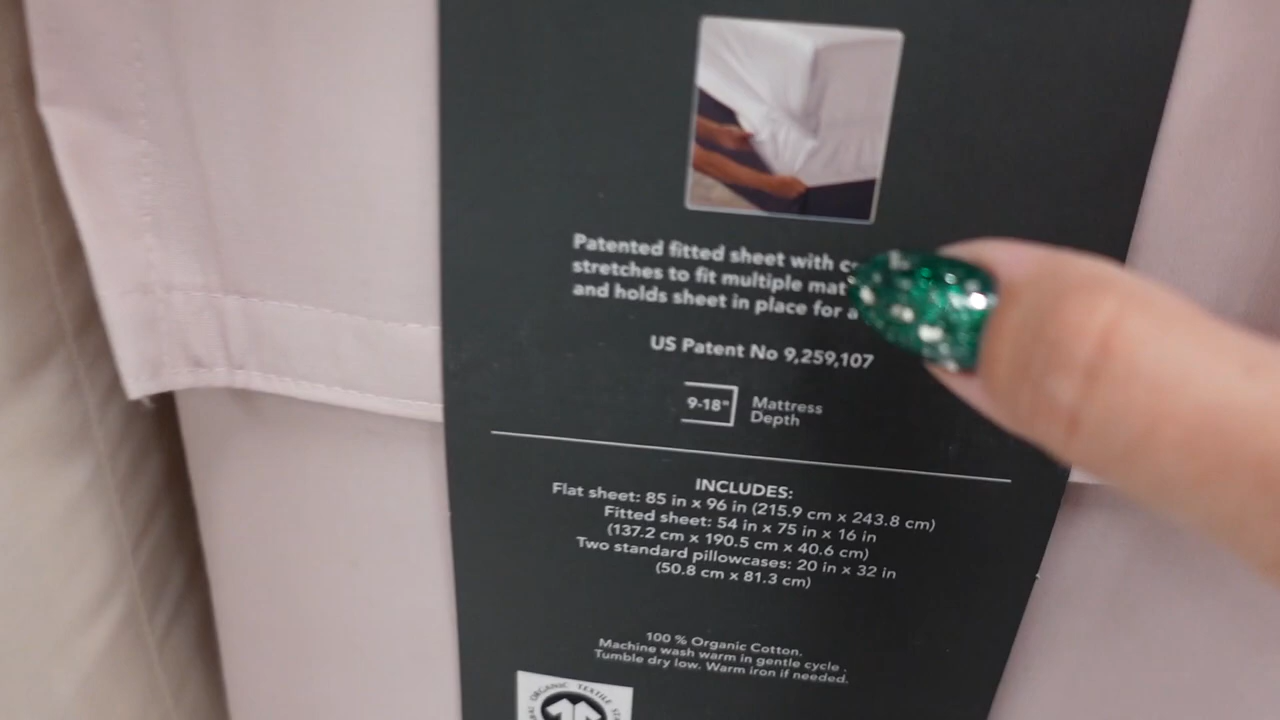 Patented fitted sheet with
stretches to fit multiple
and holds sheet in place for
US Patent No 9,259,107
9-18" Mattress
Depth
INCLUDES:
Flat sheet: 85 in x 96 in (215.9 cm x 243.8 cm)
Fitted sheet: 54 in x 75 in x 16 in
(137.2 cm x 190.5 cm x 40.6 cm)
Two standard pillowcases: 20 in x 32 in
(50.8 cm x 81.3 cm)
100 % Organic Cotton.
Machine wash warm in gentle cycle .
Tumble dry low. Warm iron if needed.
ORGANIC TEXTILE